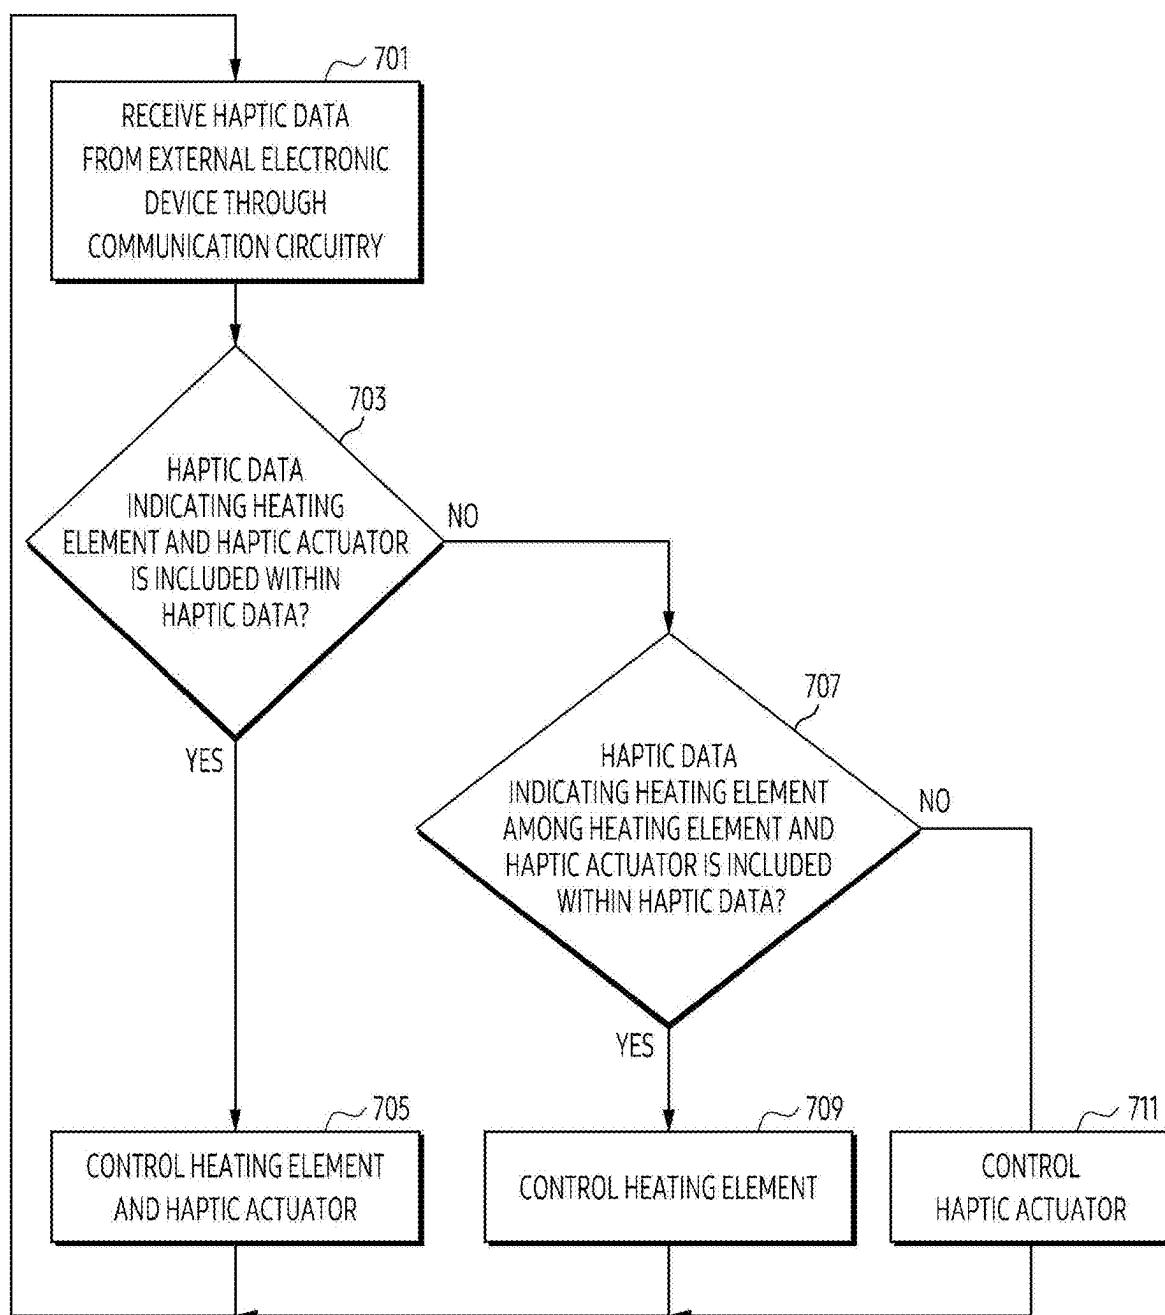 701
RECEIVE HAPTIC DATA
FROM EXTERNAL ELECTRONIC
DEVICE THROUGH
COMMUNICATION CIRCUITRY
703
HAPTIC DATA
INDICATING HEATING
ELEMENT AND HAPTIC ACTUATOR
IS INCLUDED WITHIN
HAPTIC DATA?
NO
YES
707
HAPTIC DATA
INDICATING HEATING ELEMENT
AMONG HEATING ELEMENT AND
HAPTIC ACTUATOR IS INCLUDED
WITHIN HAPTIC DATA?
NO
YES
705
CONTROL HEATING ELEMENT
AND HAPTIC ACTUATOR
709
CONTROL HEATING ELEMENT
711
CONTROL
HAPTIC ACTUATOR